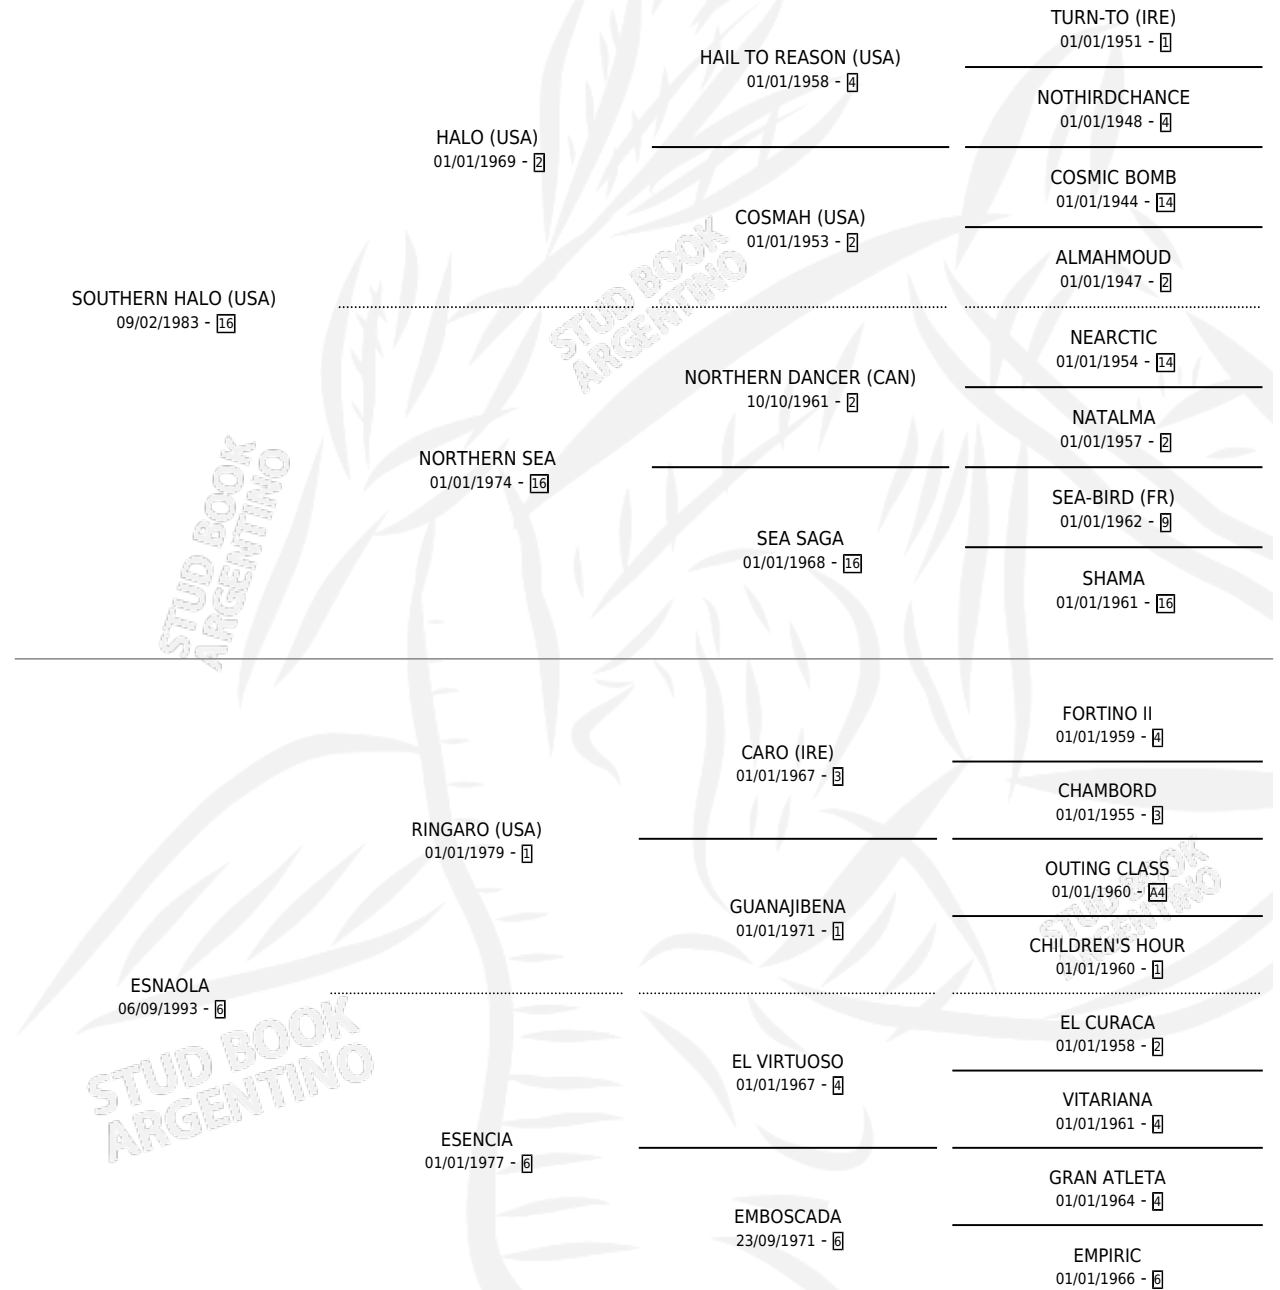 TURN-TO (IRE)
01/01/1951 - 1
HAIL TO REASON (USA)
01/01/1958 - 4
NOTHIRDCHANCE
01/01/1948 - 4
HALO (USA)
01/01/1969 - 2
COSMIC BOMB
01/01/1944 - 14
COSMAH (USA)
01/01/1953 - 2
ALMAHMOUD
01/01/1947 - 2
SOUTHERN HALO (USA)
09/02/1983 - 16
STUD BOOK
ARGENTINO
NEARCTIC
01/01/1954 - 14
NORTHERN DANCER (CAN)
10/10/1961 - 2
NATALMA
01/01/1957 - 2
NORTHERN SEA
01/01/1974 - 16
SEA-BIRD (FR)
01/01/1962 - 9
SEA SAGA
01/01/1968 - 16
SHAMA
01/01/1961 - 16
STUD BOOK
ARGENTINO
FORTINO II
01/01/1959 - 4
CARO (IRE)
01/01/1967 - 3
CHAMBORD
01/01/1955 - 3
RINGARO (USA)
01/01/1979 - 1
OUTING CLASS
01/01/1960 - A4
GUANAJIBENA
01/01/1971 - 1
STUD BOOK
ARGENTINO
CHILDREN'S HOUR
01/01/1960 - 1
ESNAOLA
06/09/1993 - 6
EL CURACA
01/01/1958 - 2
STUD BOOK
ARGENTINO
EL VIRTUOSO
01/01/1967 - 4
VITARIANA
01/01/1961 - 4
ESENCIA
01/01/1977 - 6
GRAN ATLETA
01/01/1964 - 4
EMBOSCADA
23/09/1971 - 6
EMPIRIC
01/01/1966 - 6